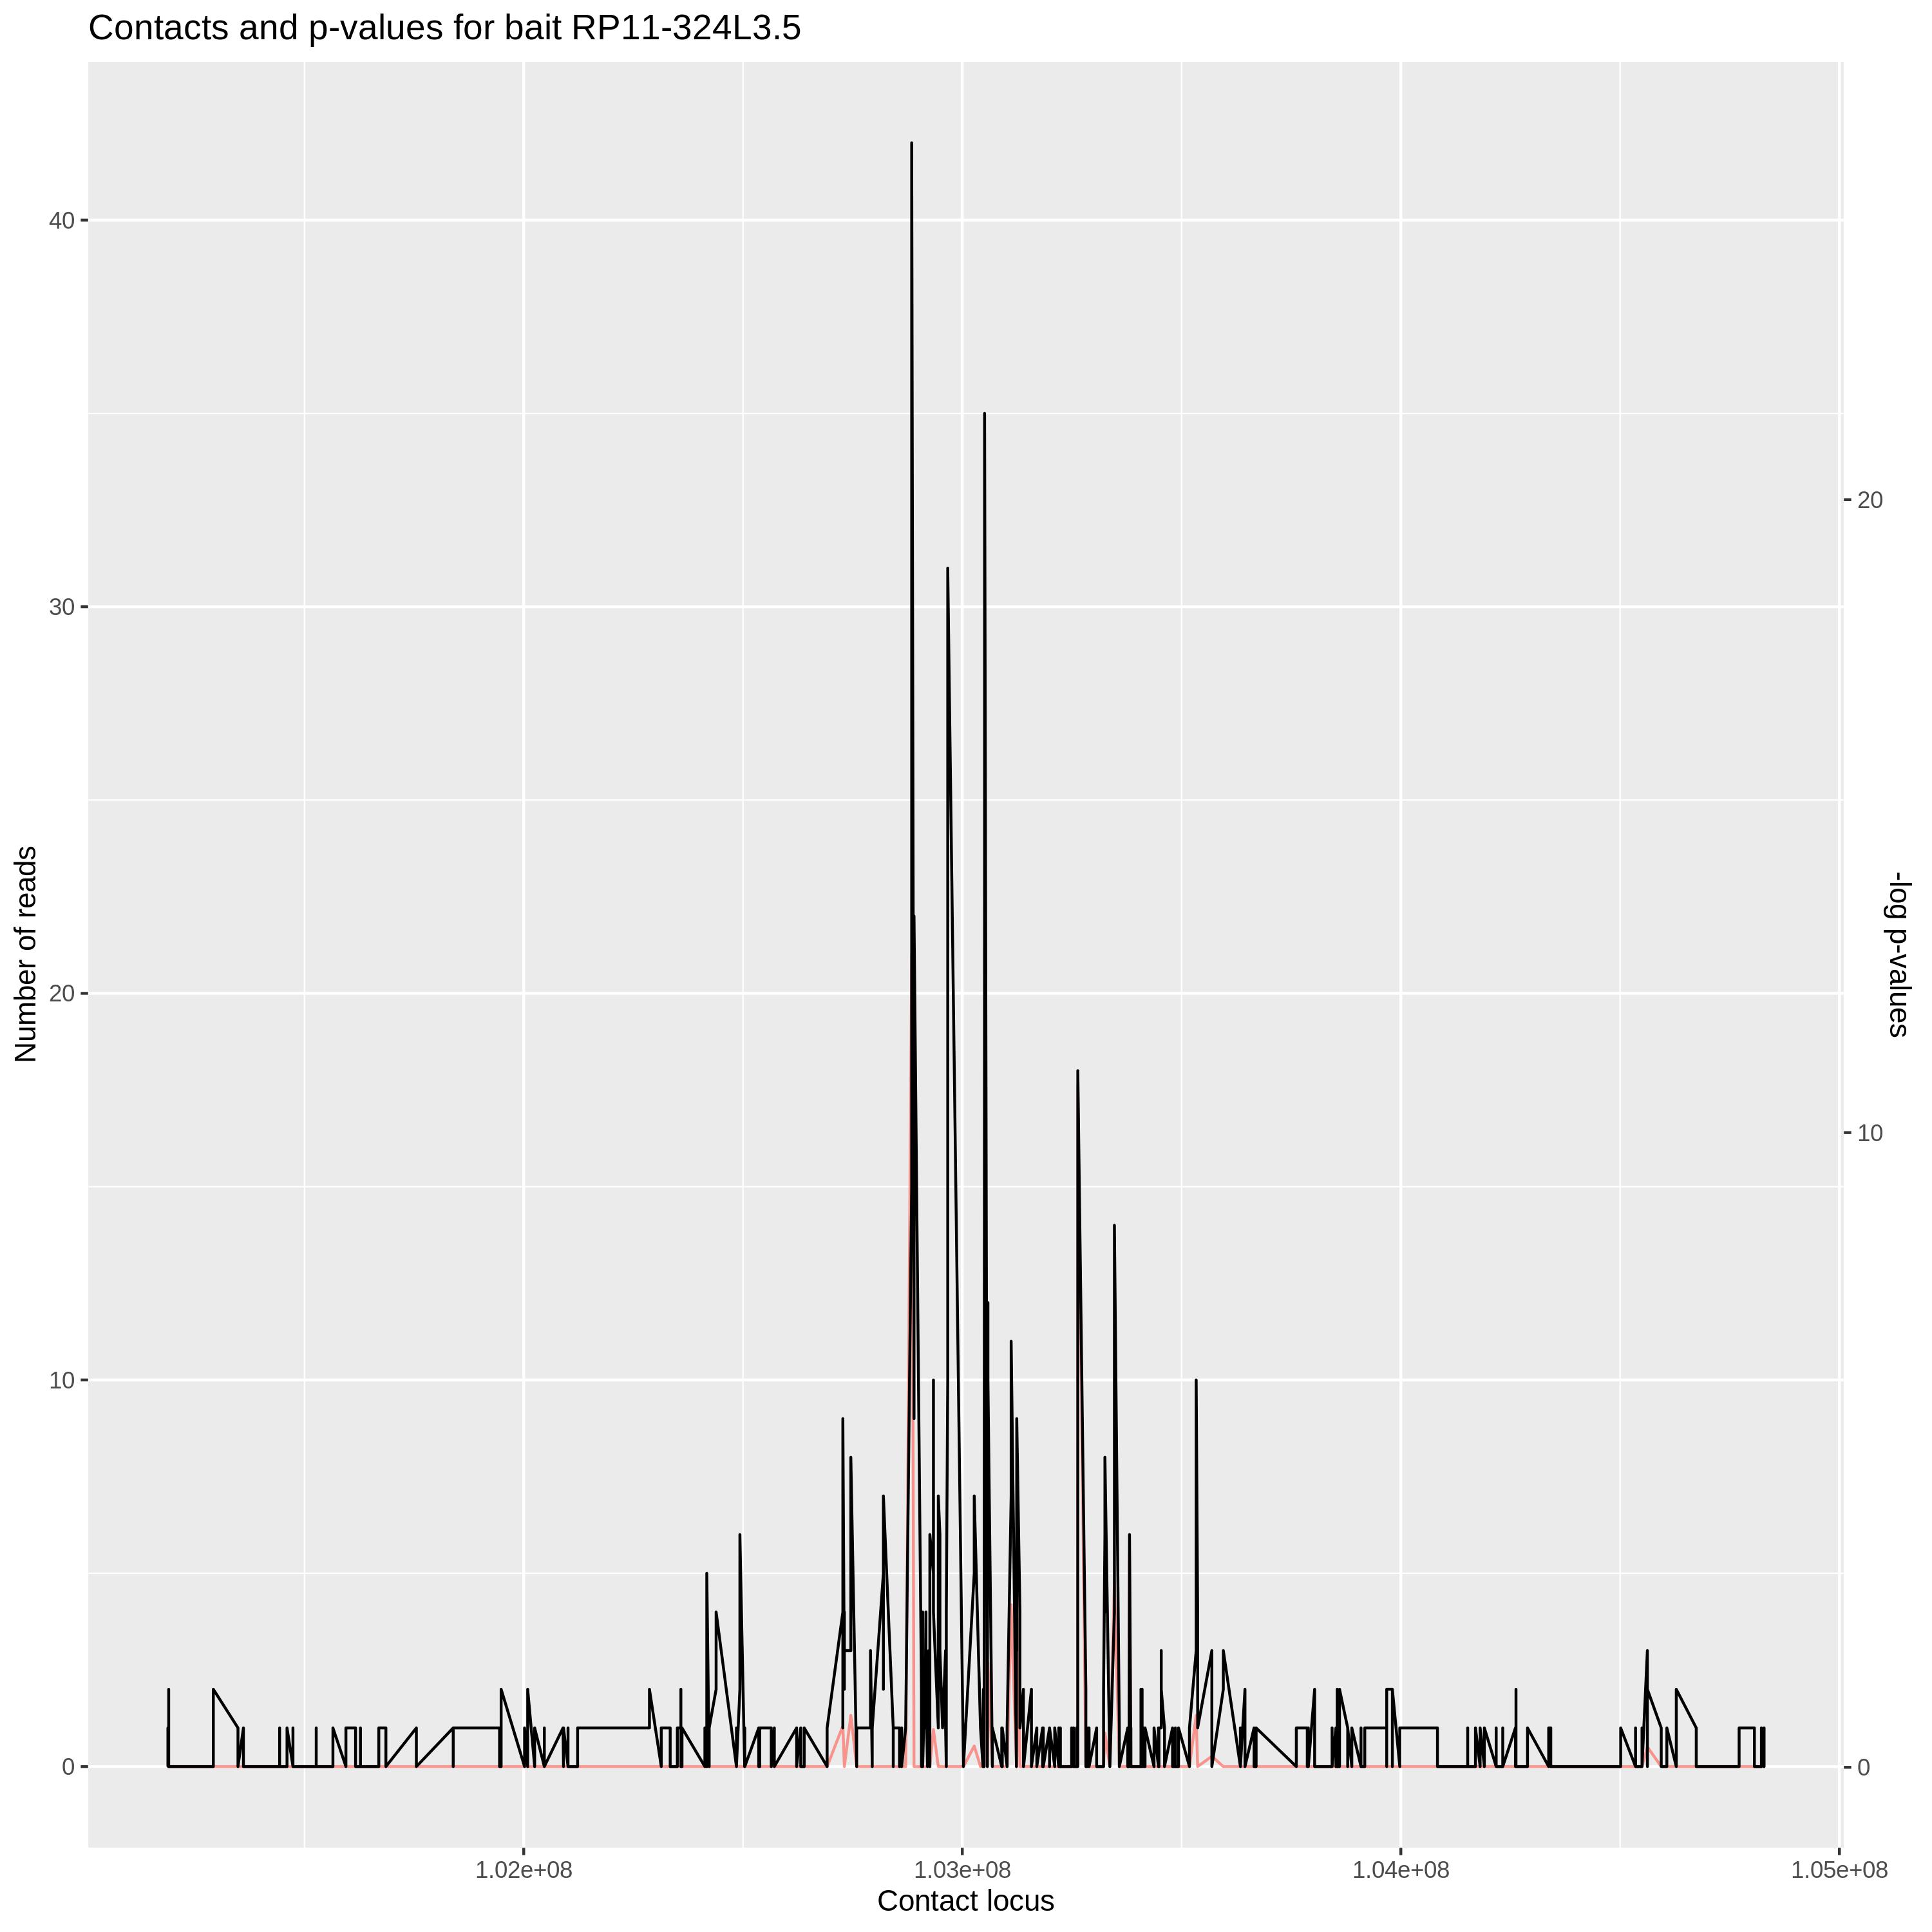 Contacts and p-values for bait RP11-324L3.5
40
30
20
10
0
Number of reads
20
10
0
-log p-values
1.02e+08
1.03e+08
1.04e+08
1.05e+08
Contact locus